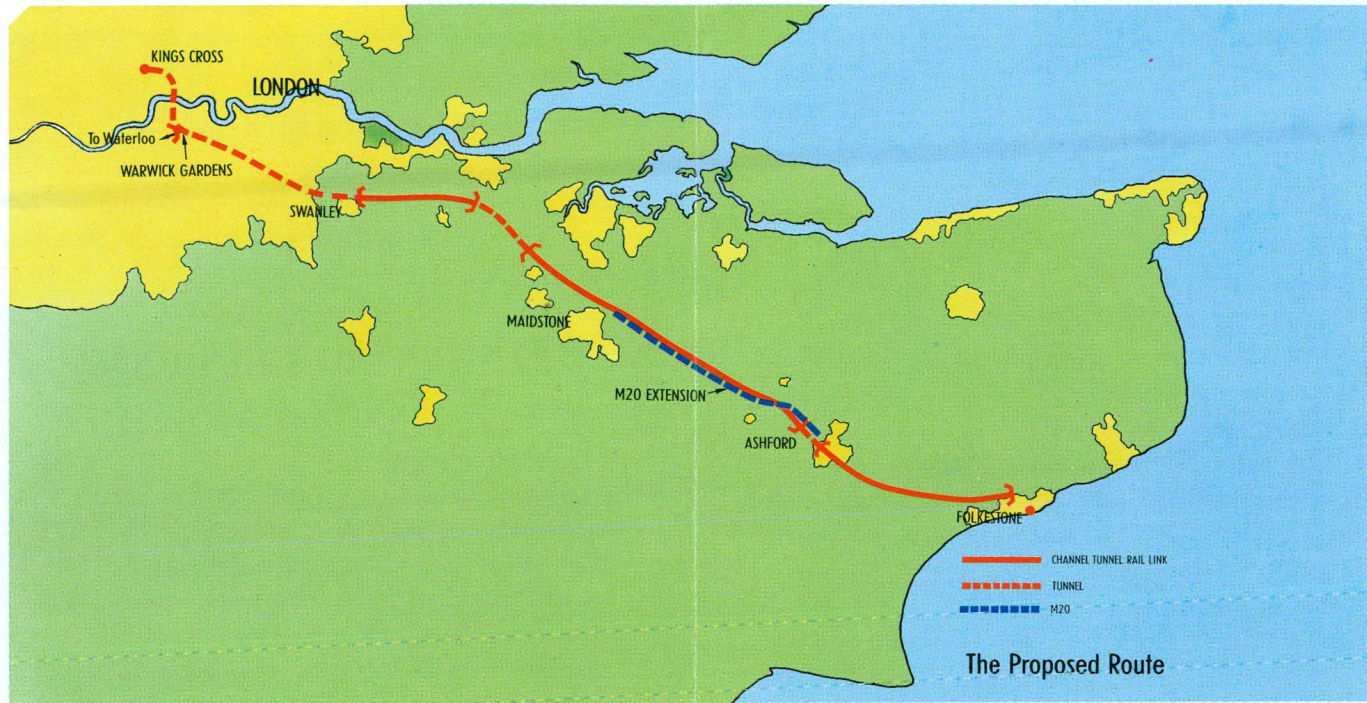 KINGS CROSS
LONDON
To Waterloo
WARWICK GARDENS
SWANLEY
MAIDSTONE
M20 EXTENSION
ASHFORD
FOLKESTONE
CHANNEL TUNNEL RAIL LINK
TUNNEL
M20
The Proposed Route